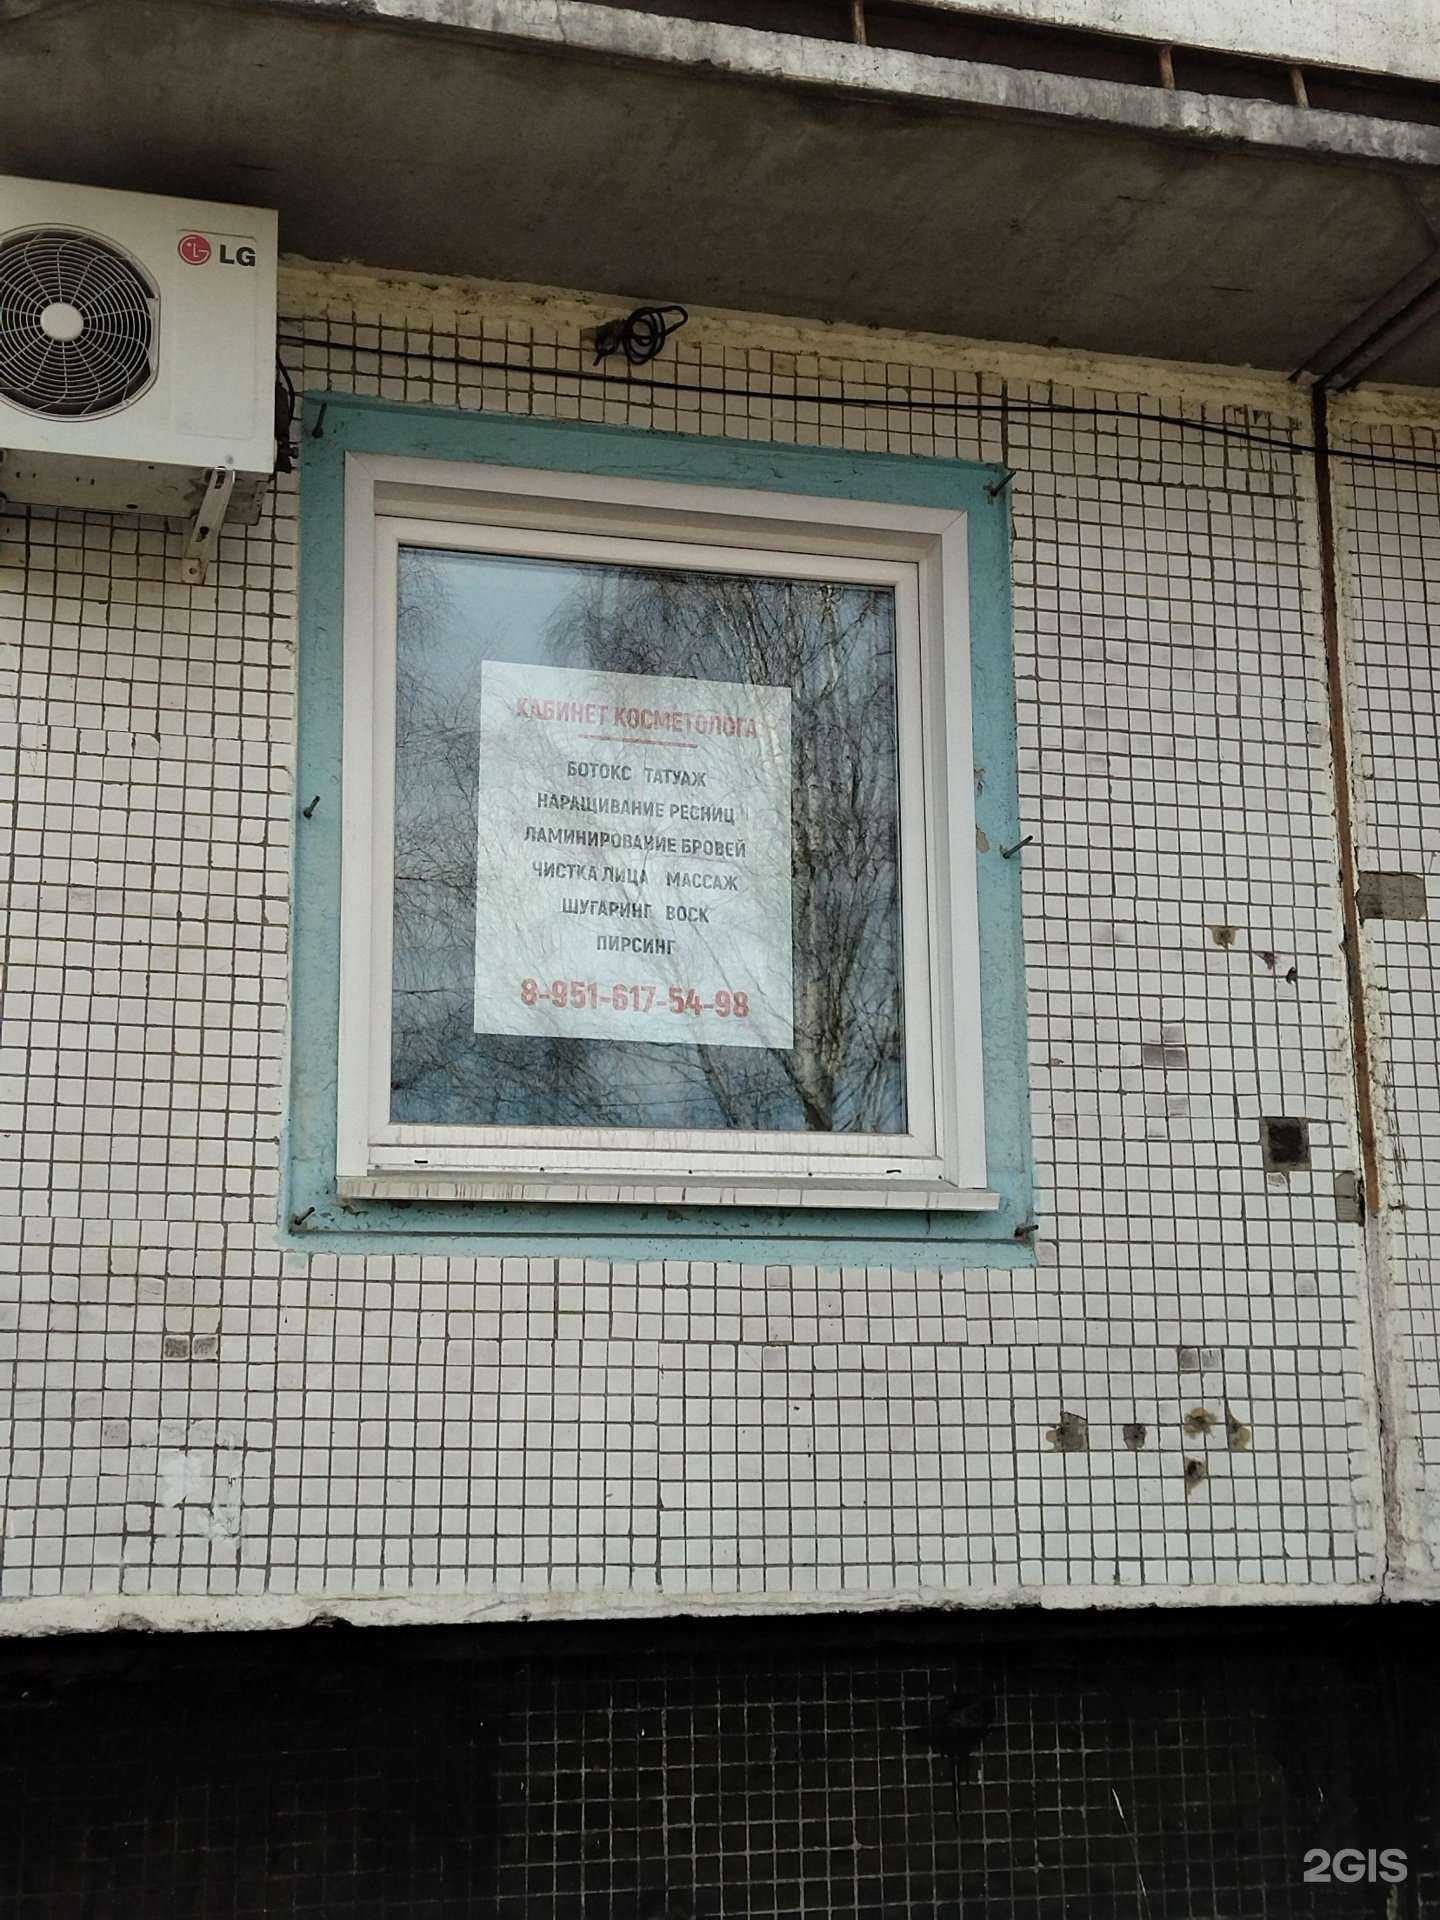 LG
КАБИНЕТ КОСМЕТОЛОГА
БОТОКС ТАТУАЖ
НАРАЩИВАНИЕ РЕСНИЦ
ЛАМИНИРОВАНИЕ БРОВЕЙ
ЧИСТКА ЛИЦА МАССАЖ
ШУГАРИНГ ВОСК
ПИРСИНГ
8-951-617-54-98
2GIS